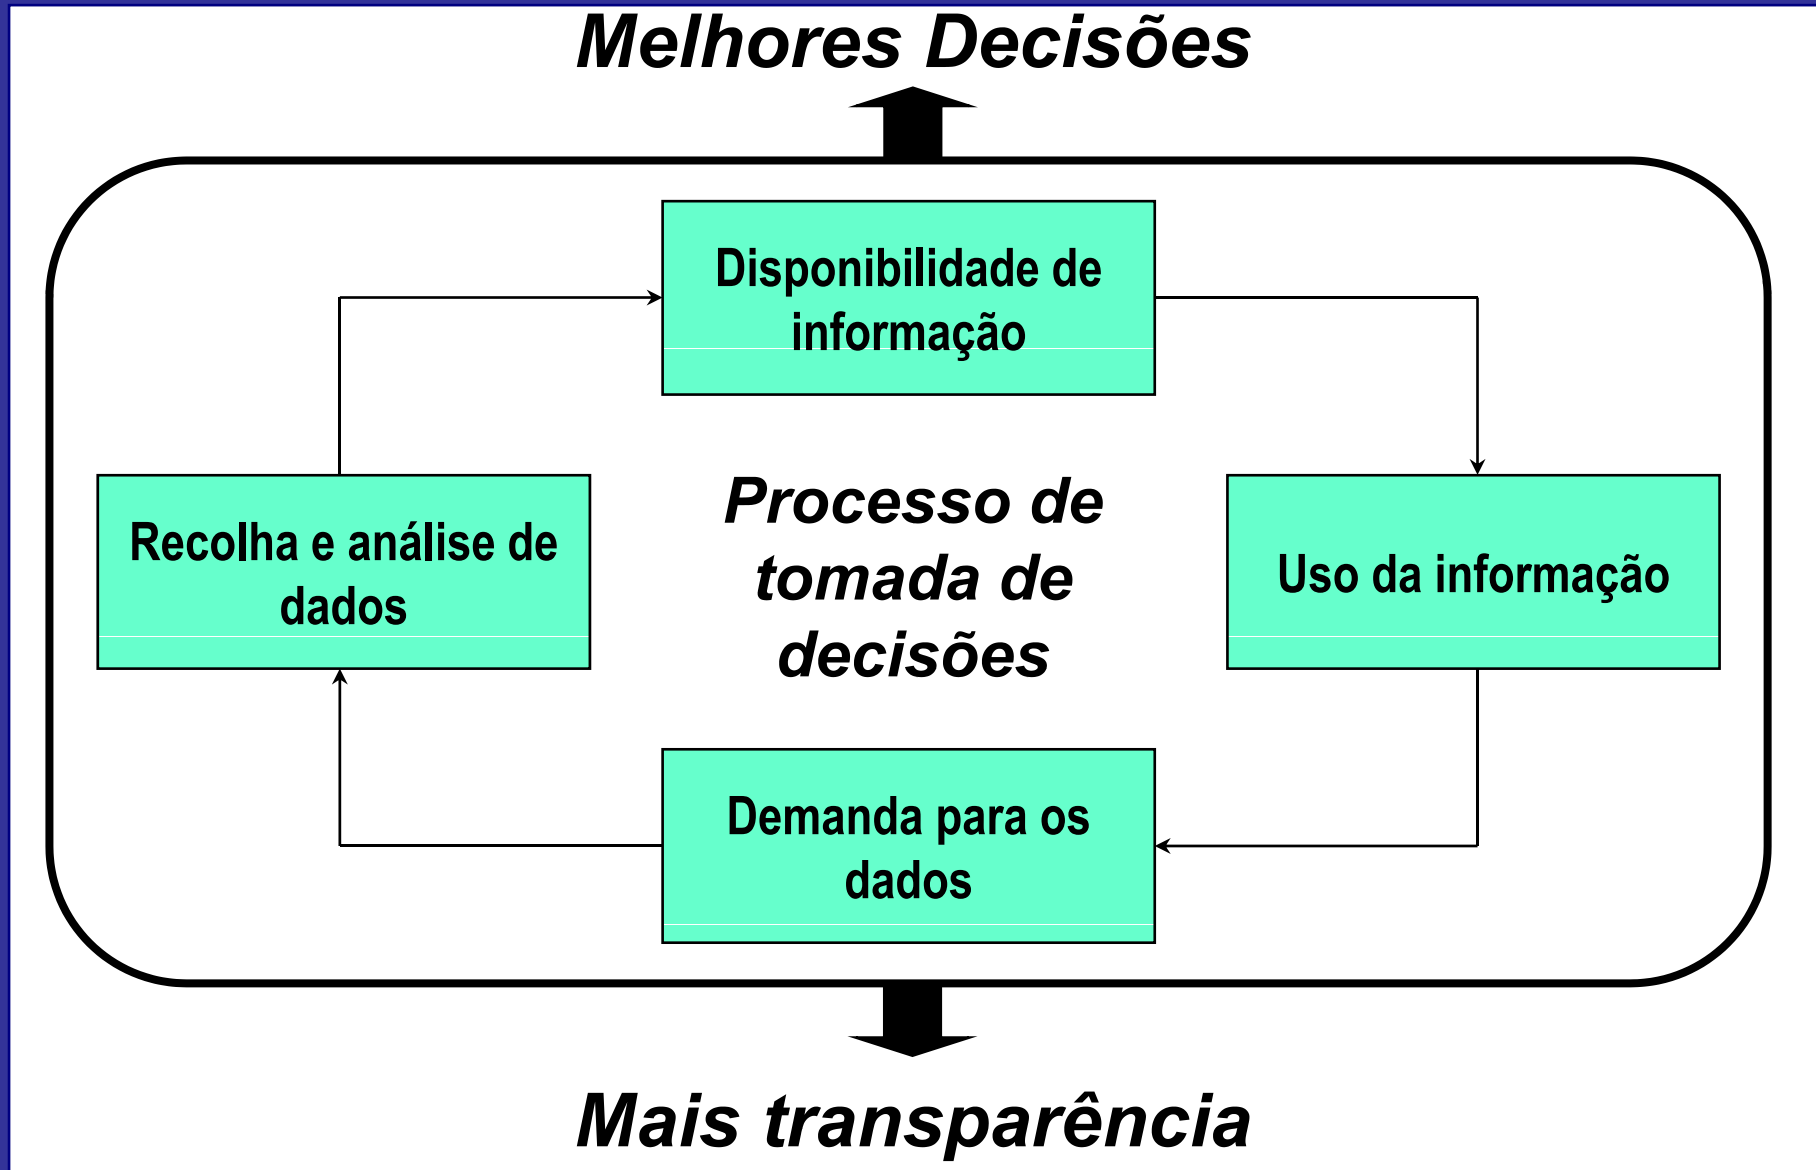 Melhores Decisões
Disponibilidade de
informação
Recolha e análise de
dados
Processo de
tomada de
decisões
Uso da informação
Demanda para os
dados
Mais transparência